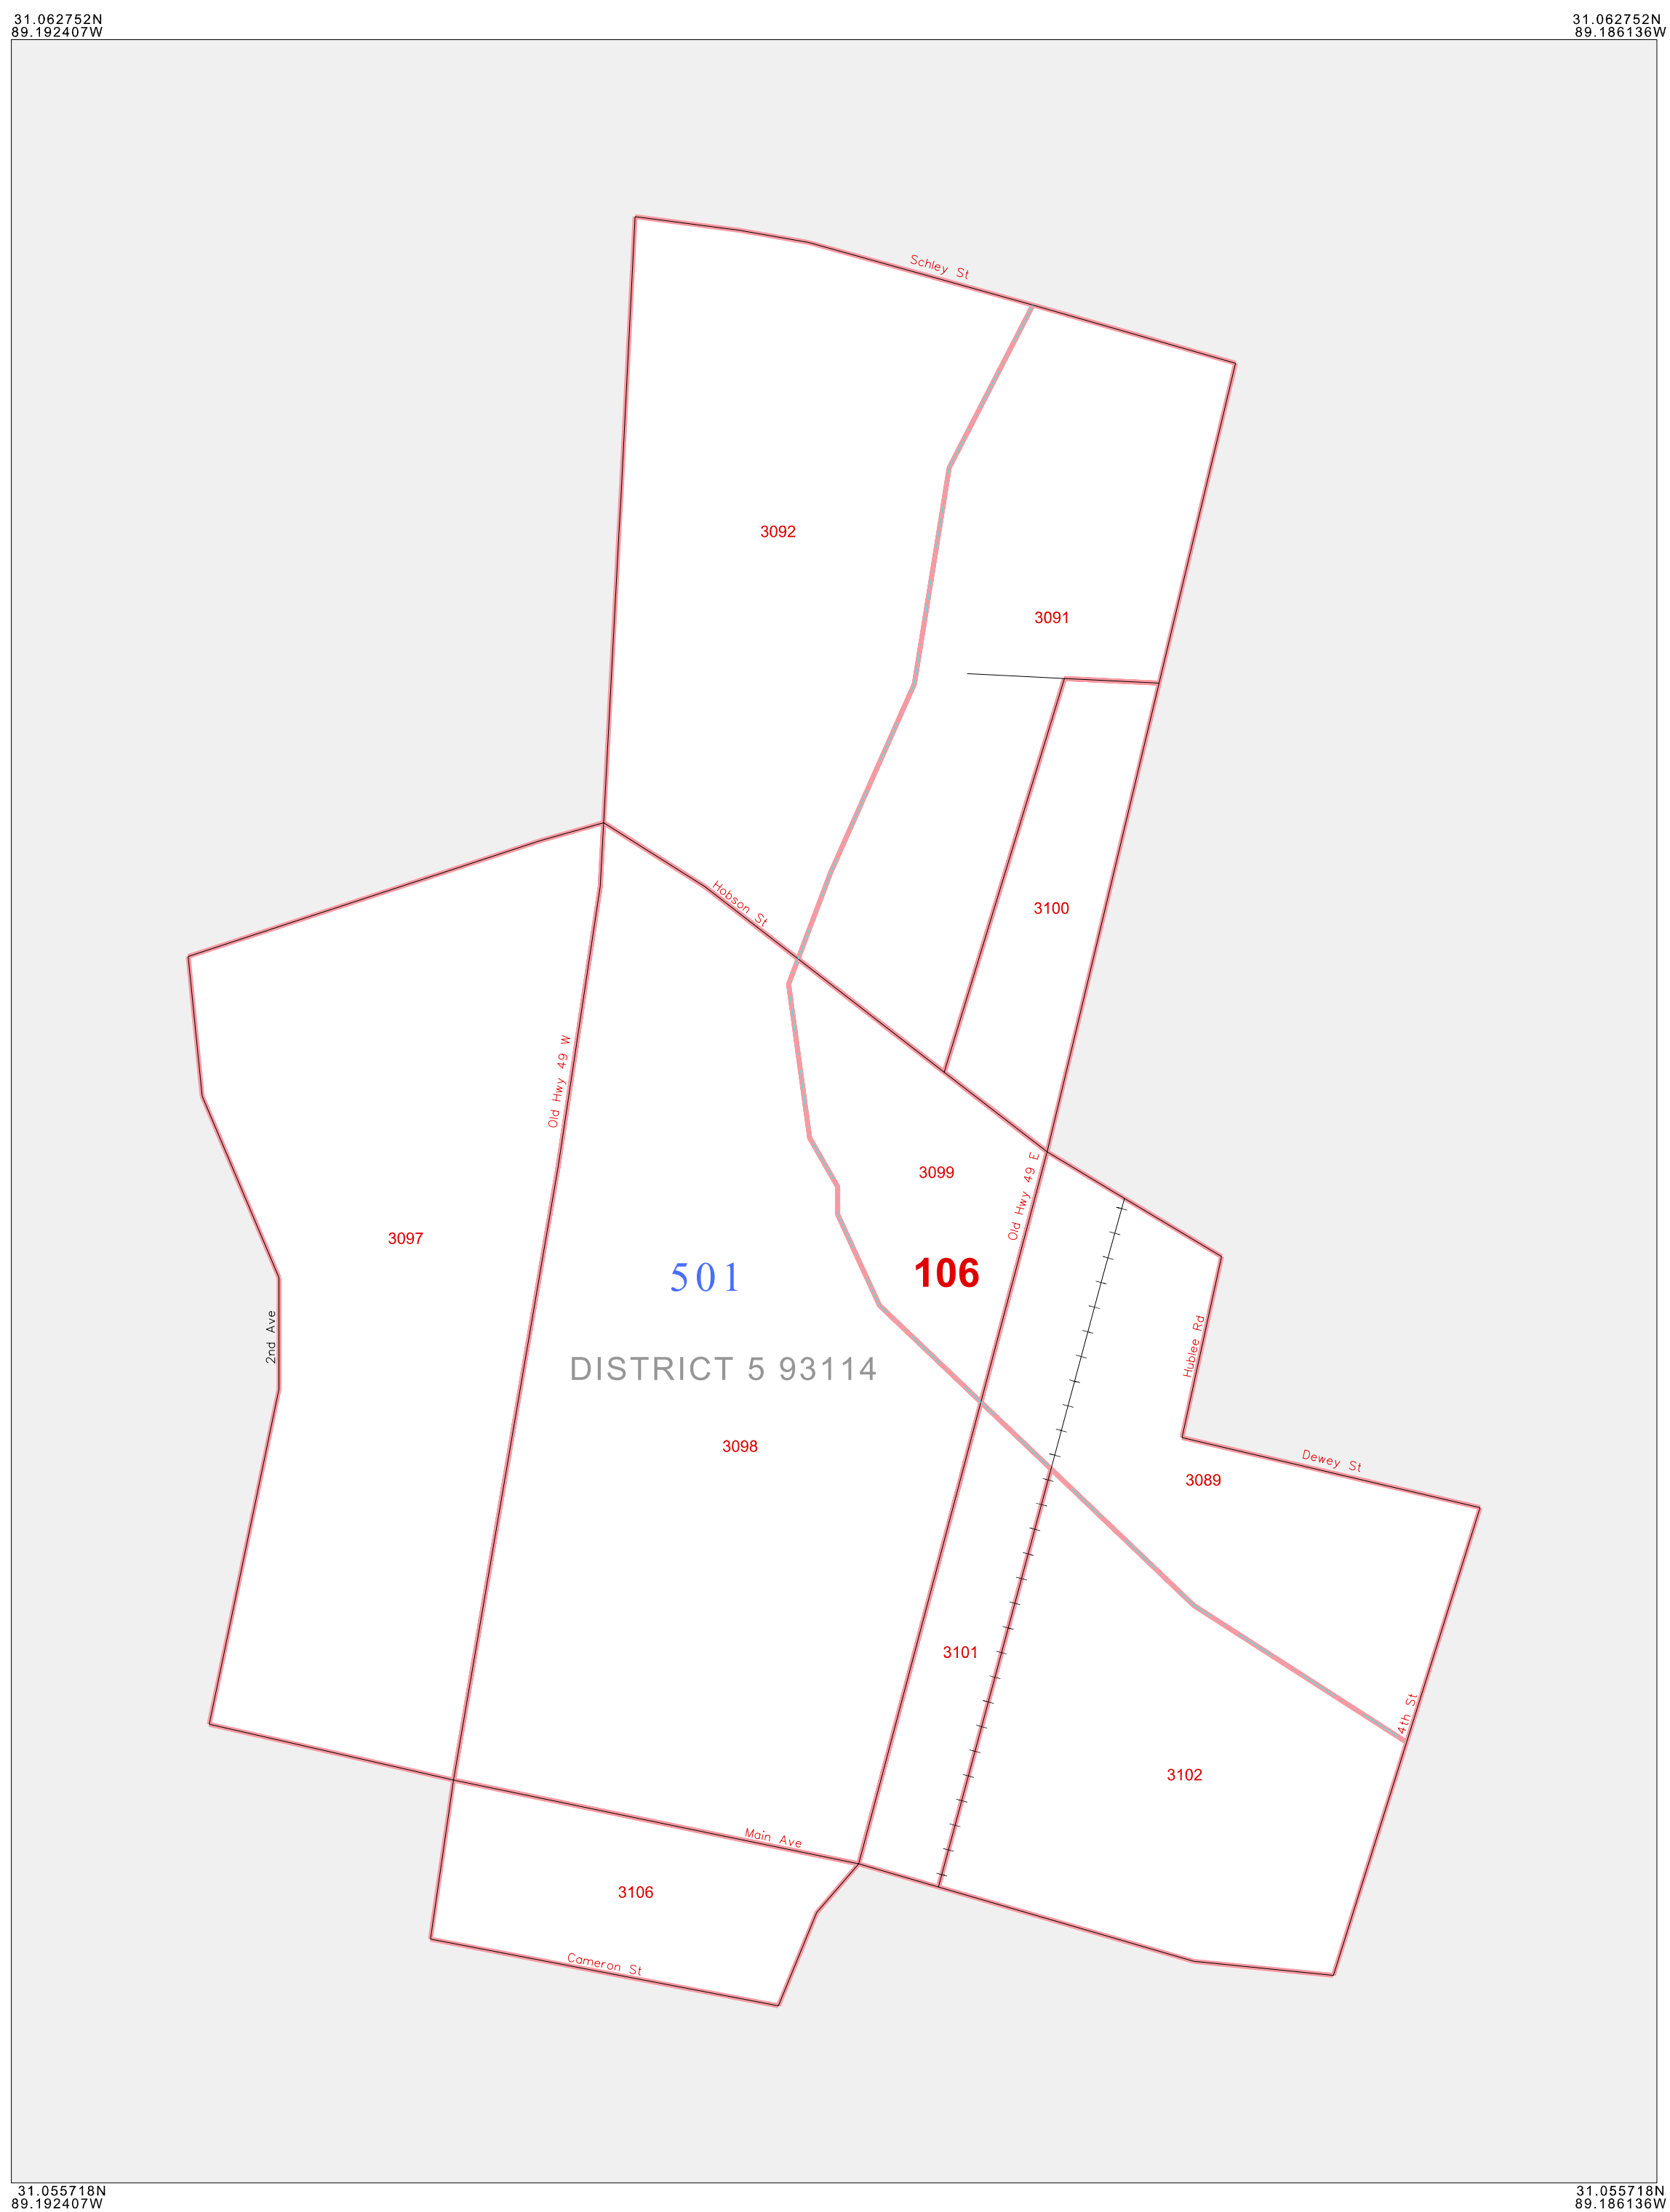 31.062752N
89.192407W
31.062752N
89.186136W
Schley St
3092
3091
Hobson St
3100
Old Hwy 49 W
3099
Old Hwy 49 E
3097
501
106
2nd Ave
Hublee Rd
DISTRICT 5 93114
3098
Dewey St
3089
3101
4th St
3102
Main Ave
3106
Cameron St
31.055718N
89.192407W
31.055718N
89.186136W